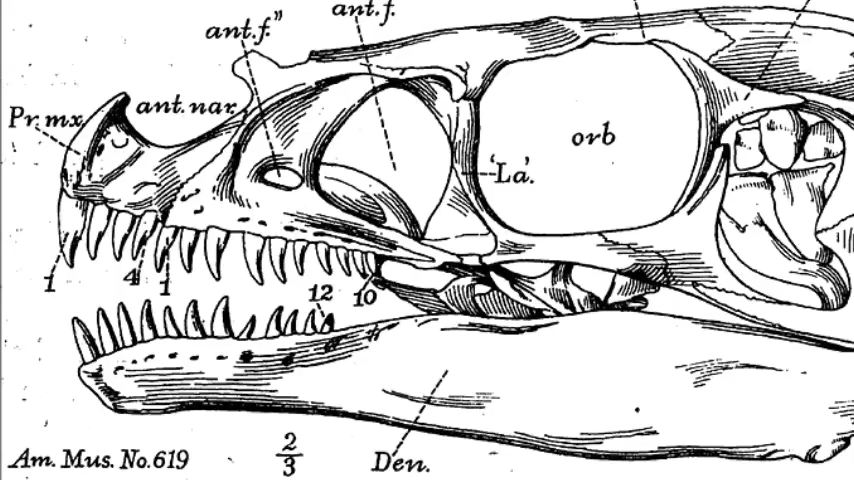 ant.f.
ant.f."
Pr.mx.
ant.nar.
orb
'La'.
1
4
1
10
12
Den.
Am. Mus. No.619
2
3